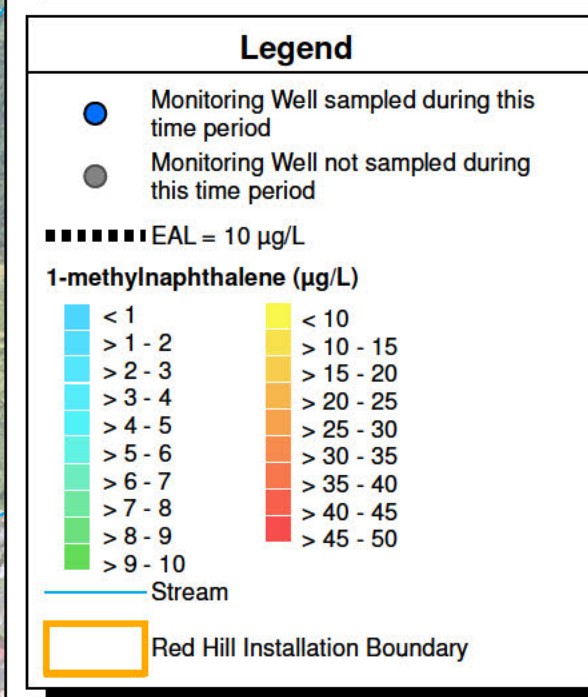 Legend
Monitoring Well sampled during this
time period
Monitoring Well not sampled during
this time period
EAL = 10 µg/L
1-methylnaphthalene (µg/L)
< 1
> 1 - 2
> 2 - 3
> 3 - 4
> 4 - 5
> 5 - 6
> 6 - 7
> 7 - 8
> 8 - 9
> 9 - 10
< 10
> 10 - 15
> 15 - 20
> 20 - 25
> 25 - 30
> 30 - 35
> 35 - 40
> 40 - 45
> 45 - 50
Stream
Red Hill Installation Boundary